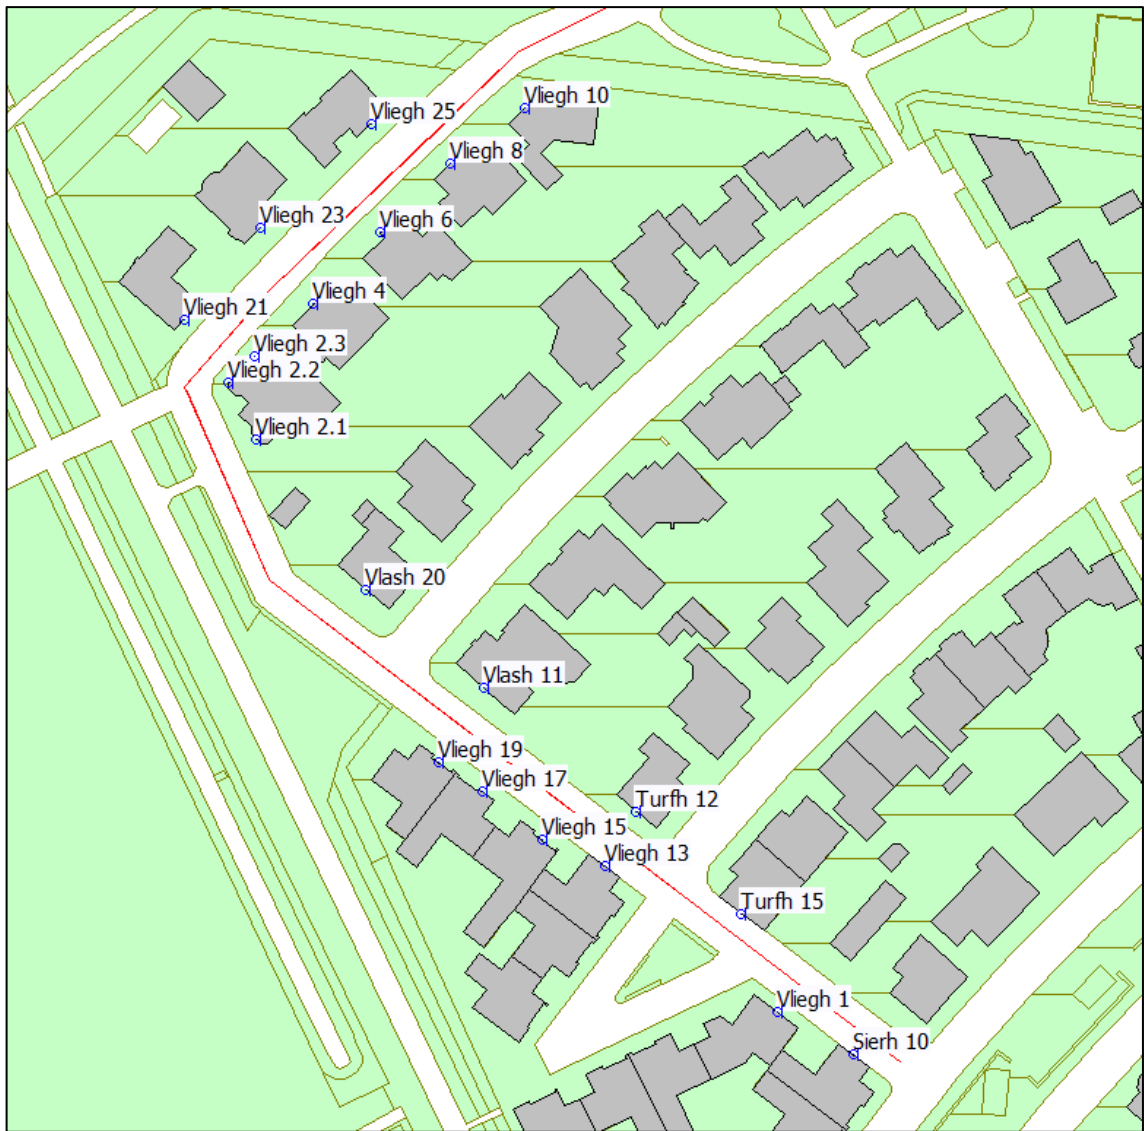 Vliegh 10
Vliegh 25
Vliegh 8
Vliegh 23
Vliegh 6
Vliegh 4
Vliegh 21
Vliegh 2.3
Vliegh 2.2
Vliegh 2.1
Vlash 20
Vlash 11
Vliegh 19
Vliegh 17
Turfh 12
Vliegh 15
Vliegh 13
Turfh 15
Vliegh 1
Sierh 10